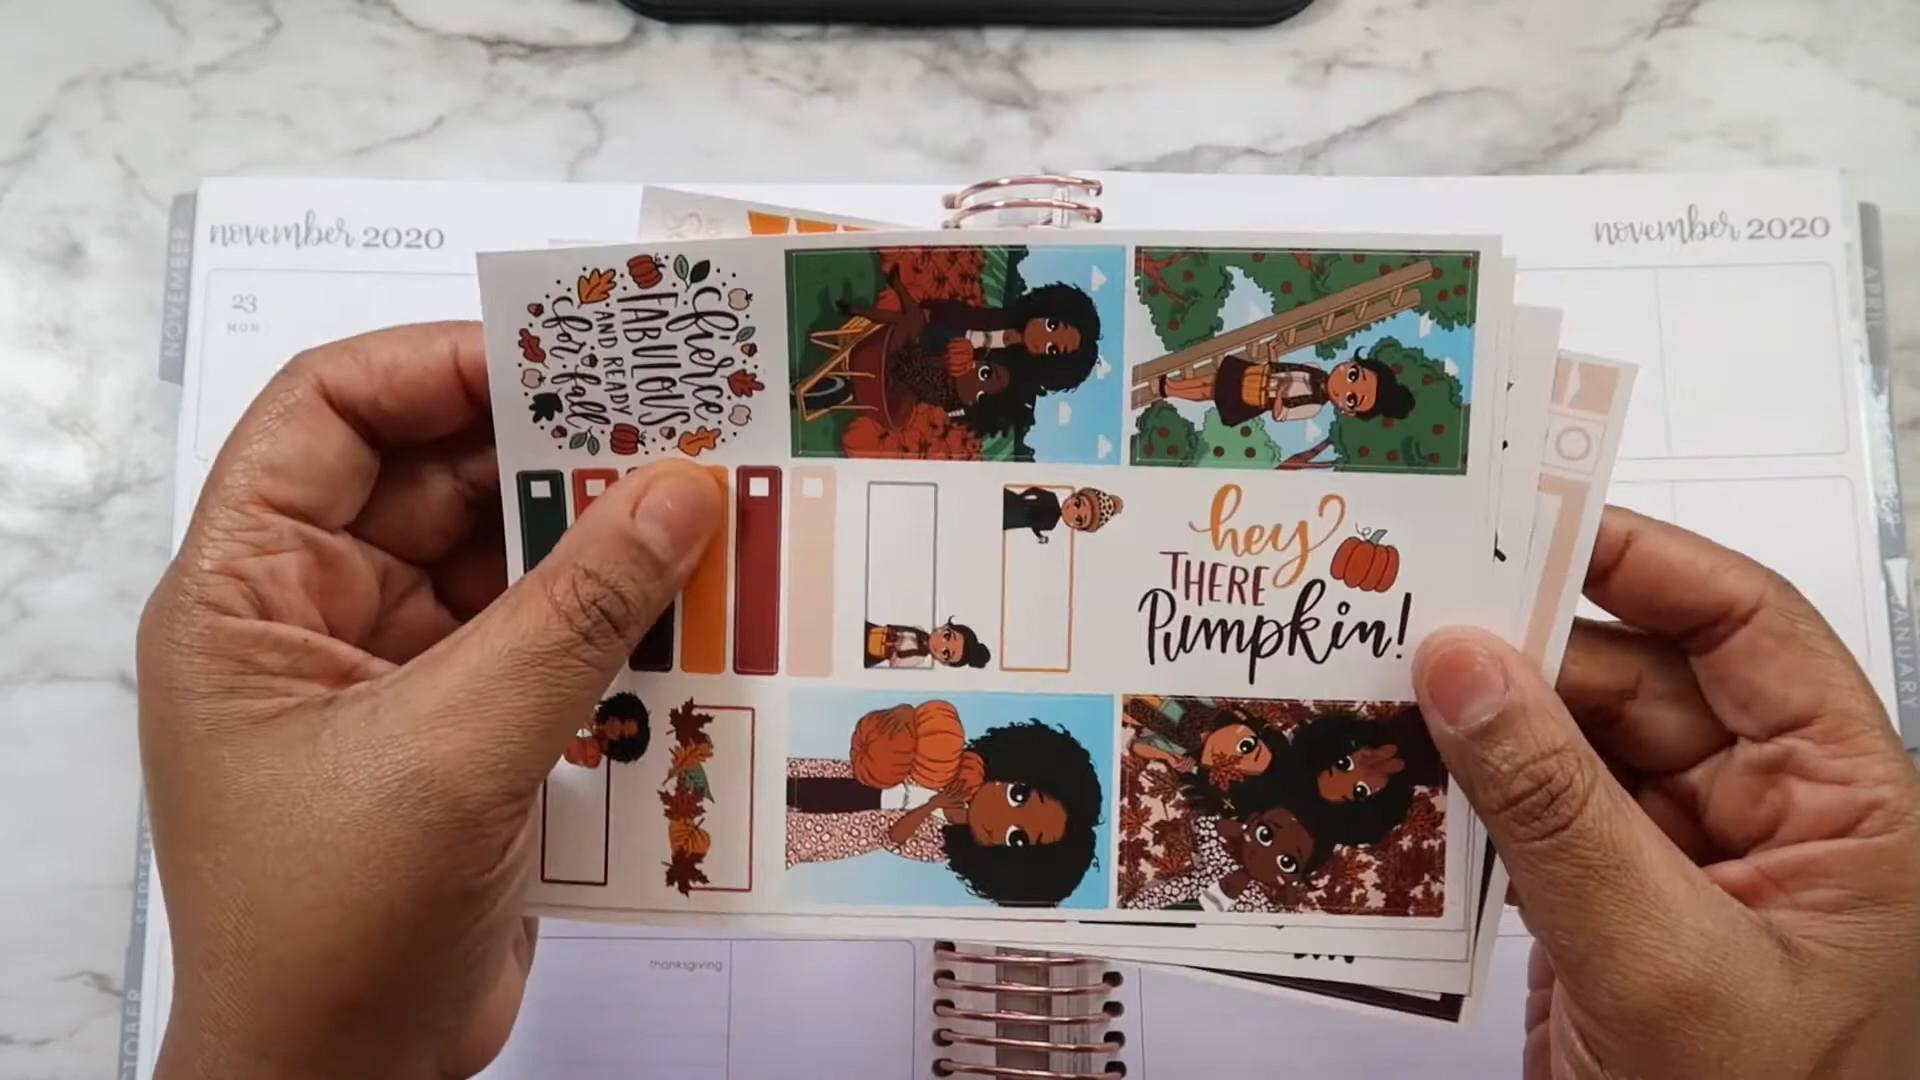 november 2020
november 2020
23
MON
NOVEMBER
fierce
FABULOUS
AND READY
for fall
hey
THERE
Pumpkin!
thanksgiving
APRIL
JANUARY